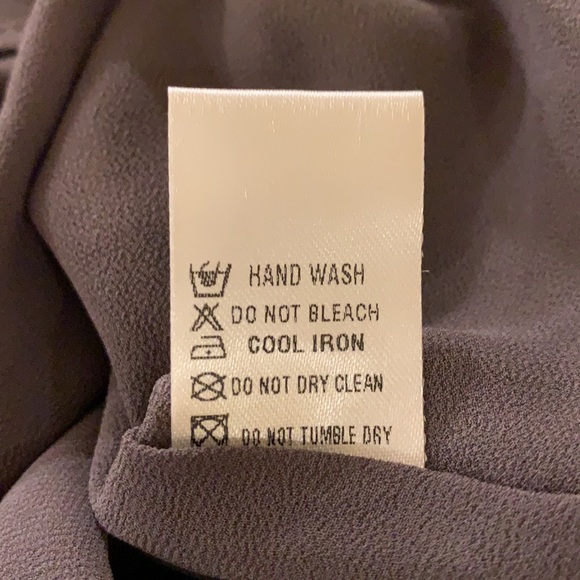 HAND WASH
DO NOT BLEACH
COOL IRON
DO NOT DRY CLEAN
DO NOT TUMBLE DRY